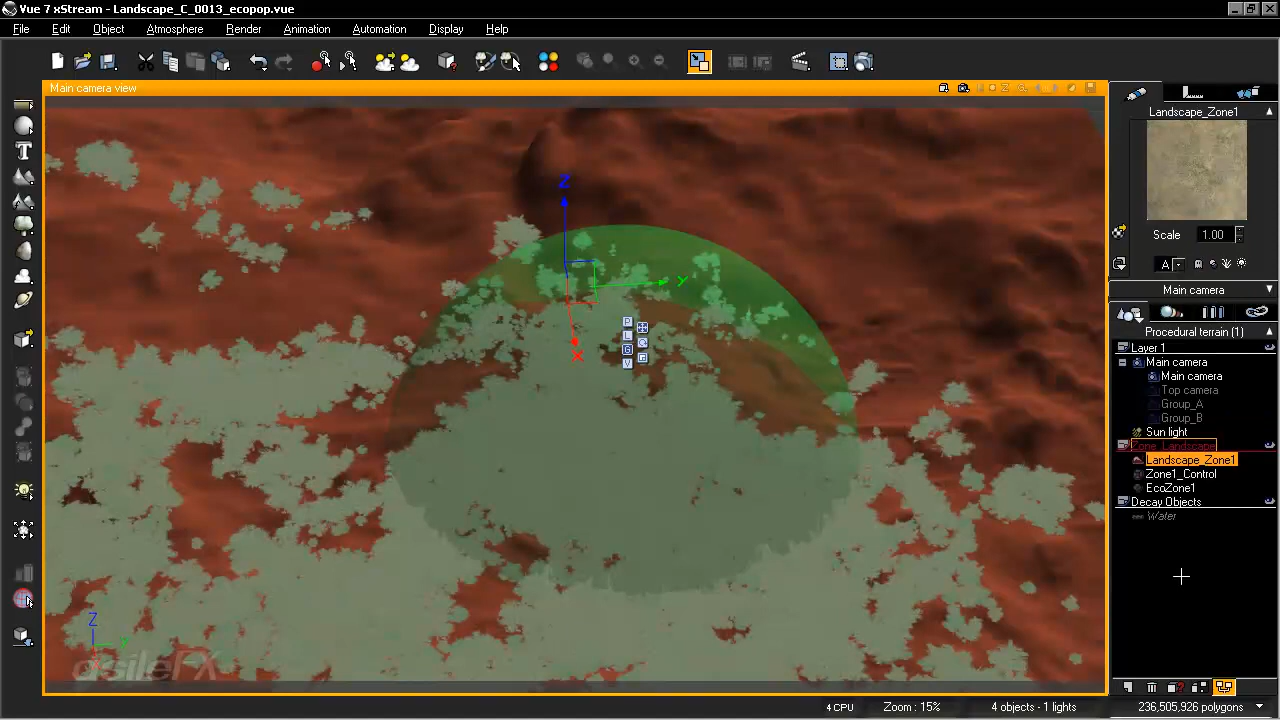 Vue 7 xStream - Landscape_C_0013_ecopop.vue
File Edit Object Atmosphere Render Animation Automation Display Help
Main camera view
Landscape_Zone1
Scale 1.00
A
Main camera
Procedural terrain (1)
Layer 1
Main camera
Main camera
Top camera
Group_A
Group_B
Sun light
Zone_Landscape
Landscape_Zone1
Zone1_Control
EcoZone1
Decay Objects
Water
Z
Y
X
P
L
G
V
Z
Y
asileFX
4 CPU Zoom : 15% 4 objects - 1 lights 236,505,926 polygons